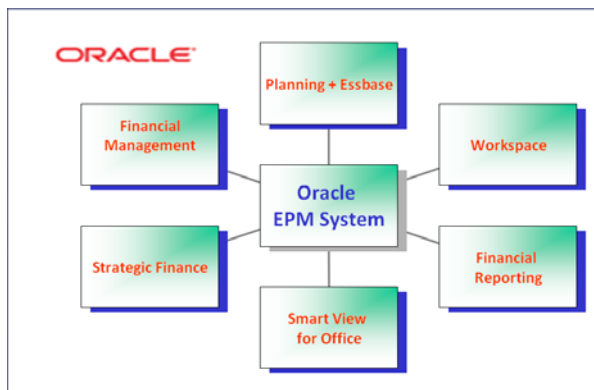 ORACLE®
Planning + Essbase
Financial
Management
Workspace
Oracle
EPM System
Strategic Finance
Financial
Reporting
Smart View
for Office